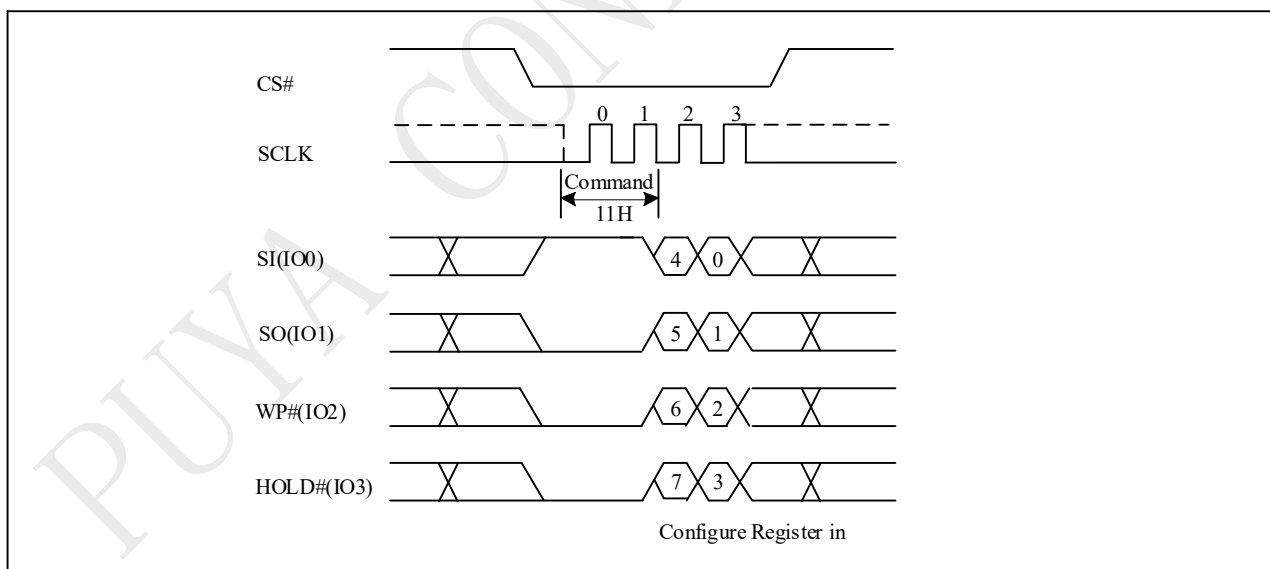 CS#
0 1 2 3
SCLK
Command
11H
SI(IO0)
4 0
SO(IO1)
5 1
WP#(IO2)
6 2
HOLD#(IO3)
7 3
Configure Register in
PUYA CON